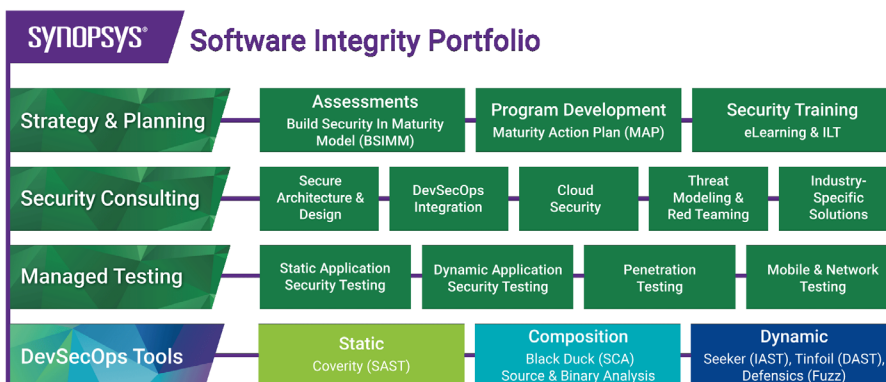 SYNOPSYS®
Software Integrity Portfolio
Strategy & Planning
Assessments
Build Security In Maturity
Model (BSIMM)
Program Development
Maturity Action Plan (MAP)
Security Training
eLearning & ILT
Security Consulting
Secure
Architecture &
Design
DevSecOps
Integration
Cloud
Security
Threat
Modeling &
Red Teaming
Industry-
Specific
Solutions
Managed Testing
Static Application
Security Testing
Dynamic Application
Security Testing
Penetration
Testing
Mobile & Network
Testing
DevSecOps Tools
Static
Coverity (SAST)
Composition
Black Duck (SCA)
Source & Binary Analysis
Dynamic
Seeker (IAST), Tinfoil (DAST),
Defensics (Fuzz)